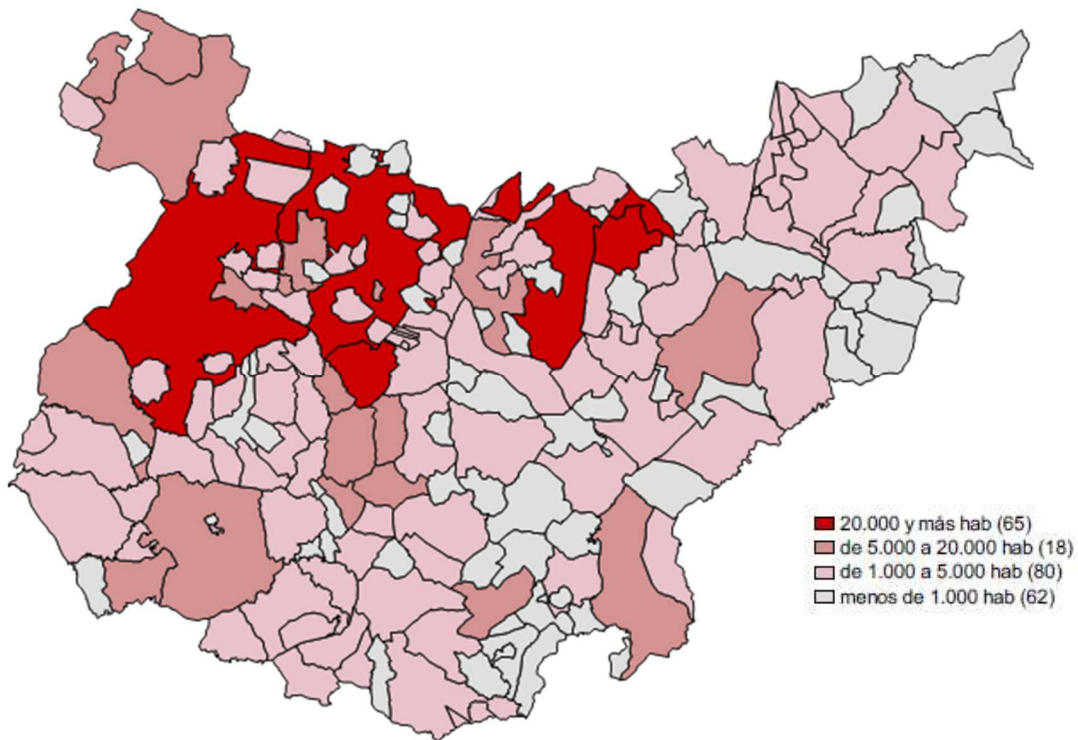 20.000 y más hab (65)
de 5.000 a 20.000 hab (18)
de 1.000 a 5.000 hab (80)
menos de 1.000 hab (62)